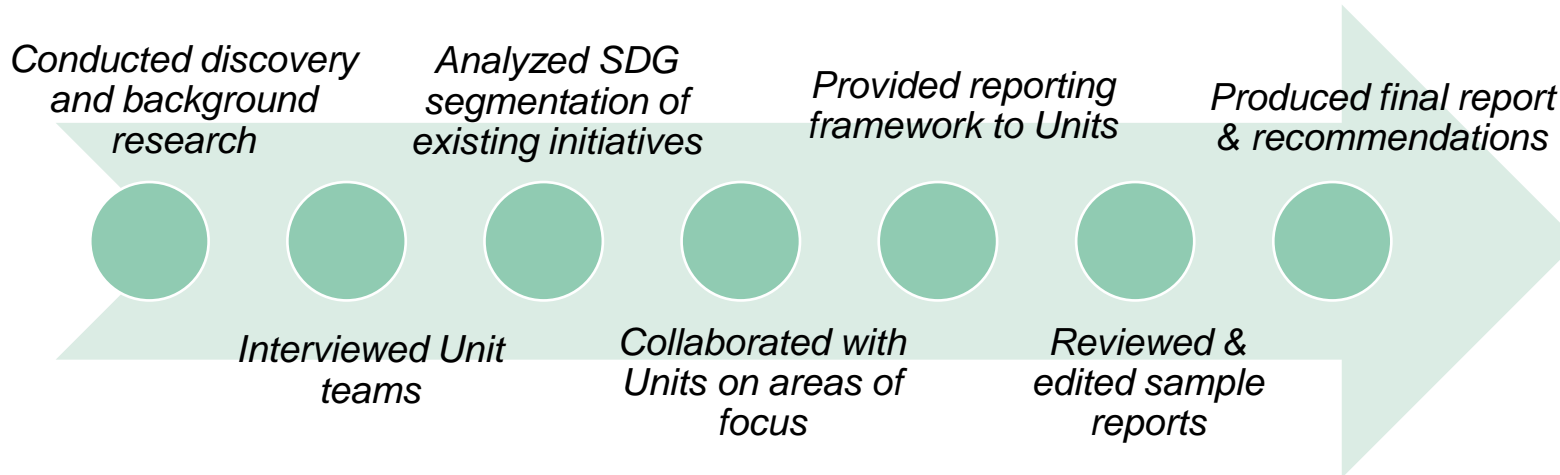 Conducted discovery
and background
research
Interviewed Unit
teams
Analyzed SDG
segmentation of
existing initiatives
Collaborated with
Units on areas of
focus
Provided reporting
framework to Units
Reviewed &
edited sample
reports
Produced final report
& recommendations